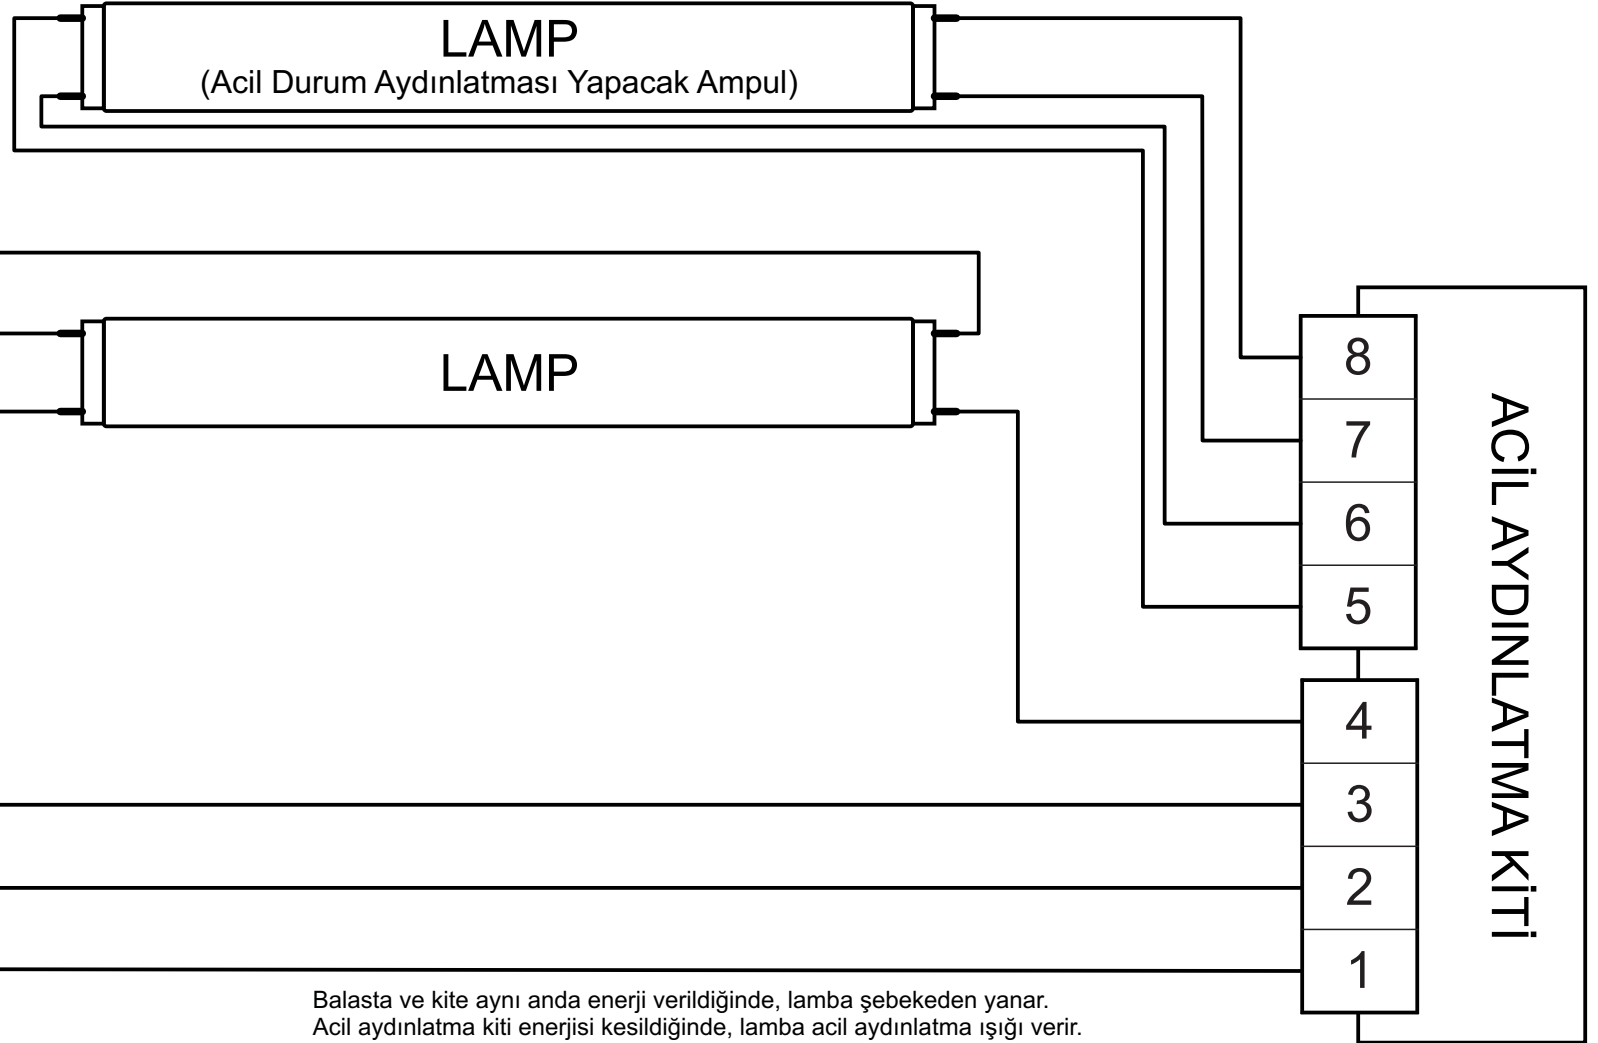 LAMP
(Acil Durum Aydınlatması Yapacak Ampul)
LAMP
8
7
6
5
4
3
2
1
ACİL AYDINLATMA KİTİ
Balasta ve kite aynı anda enerji verildiğinde, lamba şebekeden yanar.
Acil aydınlatma kiti enerjisi kesildiğinde, lamba acil aydınlatma ışığı verir.